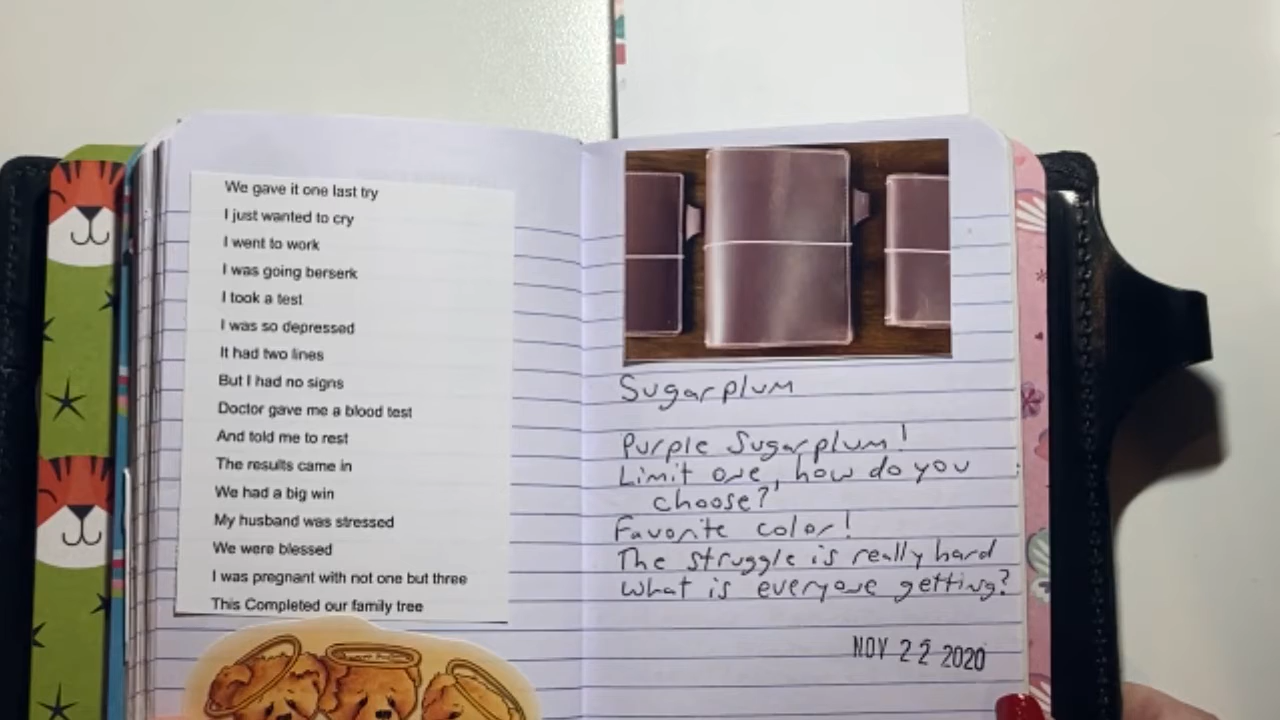 We gave it one last try
I just wanted to cry
I went to work
I was going berserk
I took a test
I was so depressed
It had two lines
But I had no signs
Doctor gave me a blood test
And told me to rest
The results came in
We had a big win
My husband was stressed
We were blessed
I was pregnant with not one but three
This Completed our family tree
Sugarplum
Purple Sugarplum!
Limit one, how do you
choose?
Favorite color!
The struggle is really hard
What is everyone getting?
NOV 22 2020